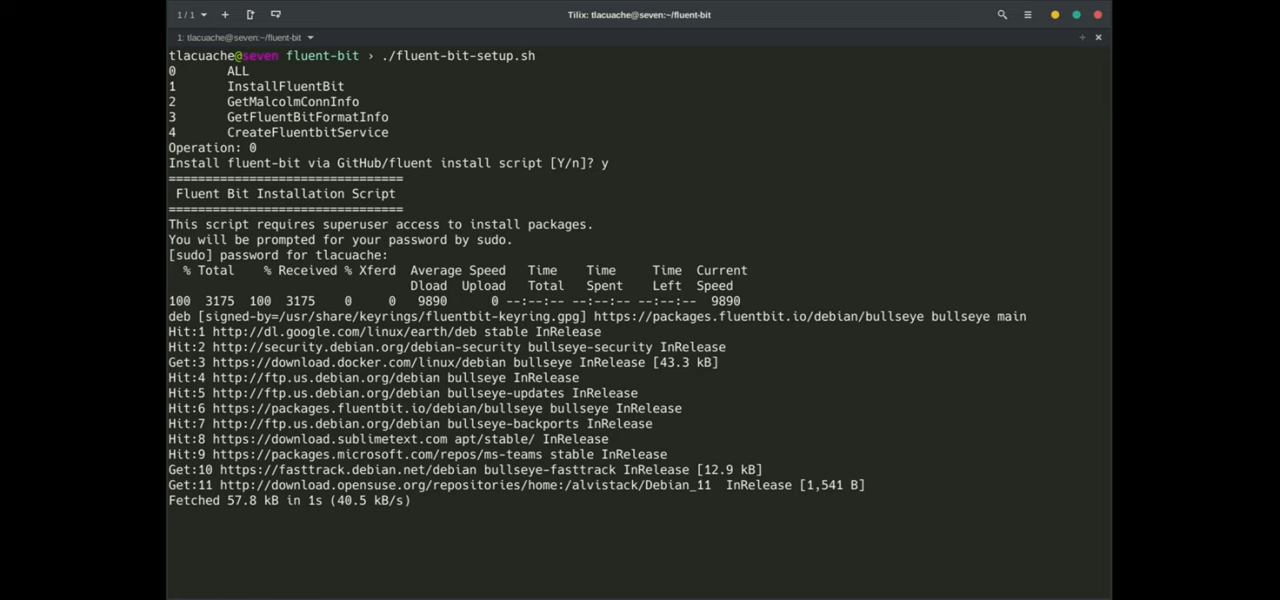 1 / 1
Tilix: tlacuache@seven:~/fluent-bit
1: tlacuache@seven:~/fluent-bit
tlacuache@seven fluent-bit › ./fluent-bit-setup.sh
0 ALL
1 InstallFluentBit
2 GetMalcolmConnInfo
3 GetFluentBitFormatInfo
4 CreateFluentbitService
Operation: 0
Install fluent-bit via GitHub/fluent install script [Y/n]? y
================================
Fluent Bit Installation Script
================================
This script requires superuser access to install packages.
You will be prompted for your password by sudo.
[sudo] password for tlacuache:
% Total % Received % Xferd Average Speed Time Time Time Current
Dload Upload Total Spent Left Speed
100 3175 100 3175 0 0 9890 0 --:--:-- --:--:-- --:--:-- 9890
deb [signed-by=/usr/share/keyrings/fluentbit-keyring.gpg] https://packages.fluentbit.io/debian/bullseye bullseye main
Hit:1 http://dl.google.com/linux/earth/deb stable InRelease
Hit:2 http://security.debian.org/debian-security bullseye-security InRelease
Get:3 https://download.docker.com/linux/debian bullseye InRelease [43.3 kB]
Hit:4 http://ftp.us.debian.org/debian bullseye InRelease
Hit:5 http://ftp.us.debian.org/debian bullseye-updates InRelease
Hit:6 https://packages.fluentbit.io/debian/bullseye bullseye InRelease
Hit:7 http://ftp.us.debian.org/debian bullseye-backports InRelease
Hit:8 https://download.sublimetext.com apt/stable/ InRelease
Hit:9 https://packages.microsoft.com/repos/ms-teams stable InRelease
Get:10 https://fasttrack.debian.net/debian bullseye-fasttrack InRelease [12.9 kB]
Get:11 http://download.opensuse.org/repositories/home:/alvistack/Debian_11 InRelease [1,541 B]
Fetched 57.8 kB in 1s (40.5 kB/s)